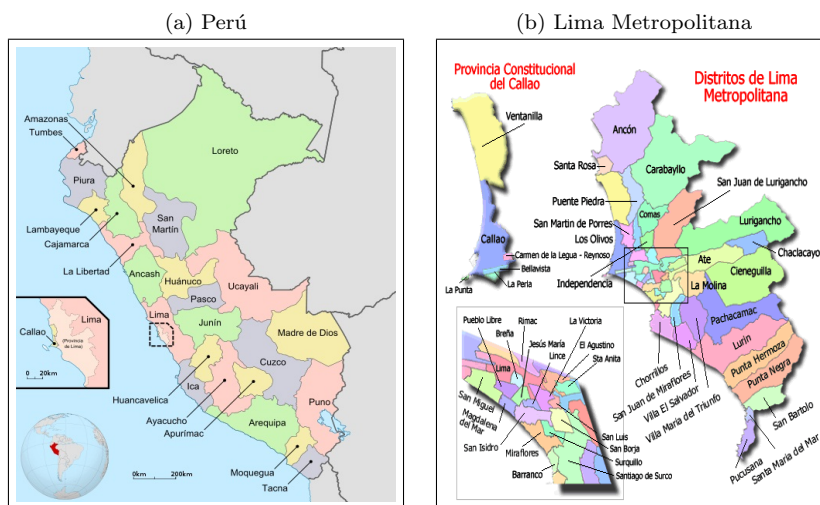 (a) Perú
Amazonas
Tumbes
Loreto
Piura
San
Martín
Lambayeque
Cajamarca
La Libertad
Ancash
Huánuco
Ucayali
Pasco
Lima
Junín
Madre de Dios
Cuzco
Huancavelica
Ica
Ayacucho
Apurímac
Puno
Arequipa
Moquegua
Tacna
Lima
Callao
(Provincia
de Lima)
0 20km
0km 200km
(b) Lima Metropolitana
Provincia Constitucional
del Callao
Distritos de Lima
Metropolitana
Ventanilla
Callao
Carmen de la Legua - Reynoso
Bellavista
La Perla
La Punta
Ancón
Santa Rosa
Carabayllo
San Juan de Lurigancho
Puente Piedra
Comas
San Martin de Porres
Los Olivos
Lurigancho
Chaclacayo
Ate
Cieneguilla
Independencia
La Molina
Pachacamac
Lurín
Punta Hermoza
Punta Negra
Chorrillos
San Juan de Miraflores
Villa El Salvador
Villa Maria del Triunfo
San Bartolo
Santa Maria del Mar
Pucusana
Pueblo Libre
Rimac
La Victoria
Breña
Jesús María
El Agustino
Lince
Sta Anita
Lima
San Miguel
Magdalena
del Mar
San Isidro
Miraflores
Barranco
San Luis
San Borja
Surquillo
Santiago de Surco